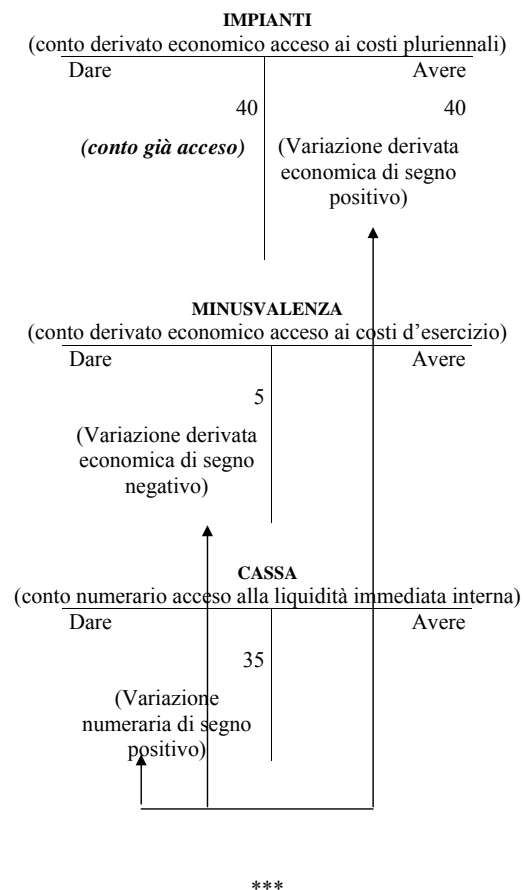 IMPIANTI
(conto derivato economico acceso ai costi pluriennali)
Dare Avere
40 40
(conto già acceso) (Variazione derivata
economica di segno
positivo)
MINUSVALENZA
(conto derivato economico acceso ai costi d'esercizio)
Dare Avere
5
(Variazione derivata
economica di segno
negativo)
CASSA
(conto numerario acceso alla liquidità immediata interna)
Dare Avere
35
(Variazione
numeraria di segno
positivo)
***